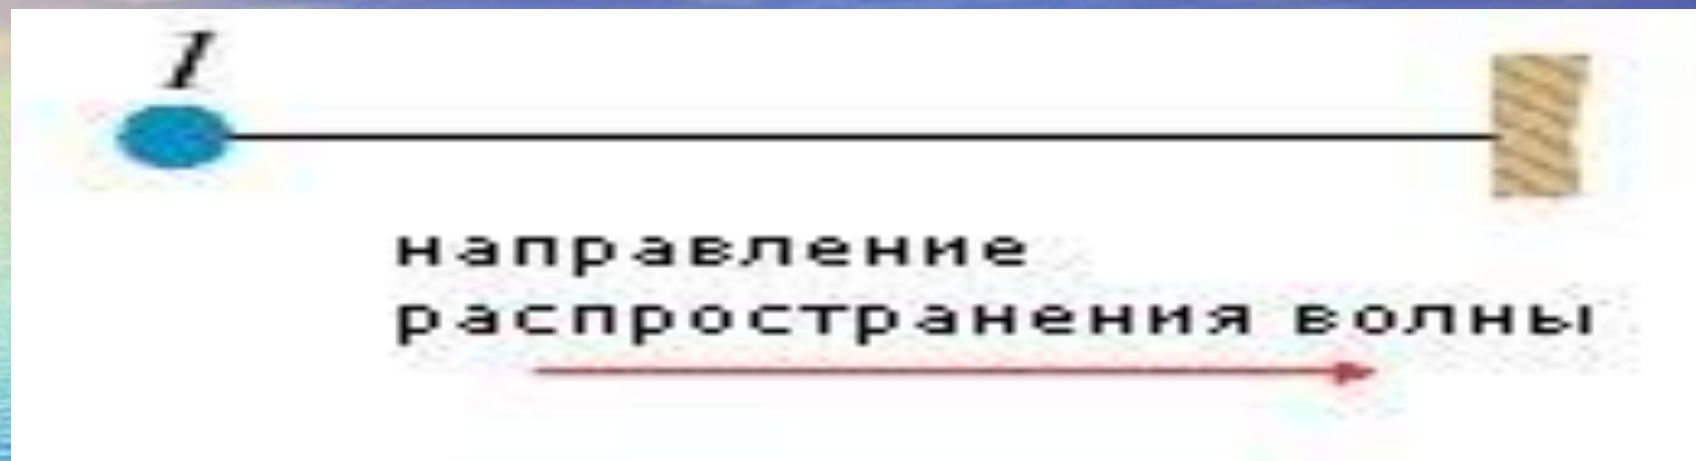 1
направление
распространения волны